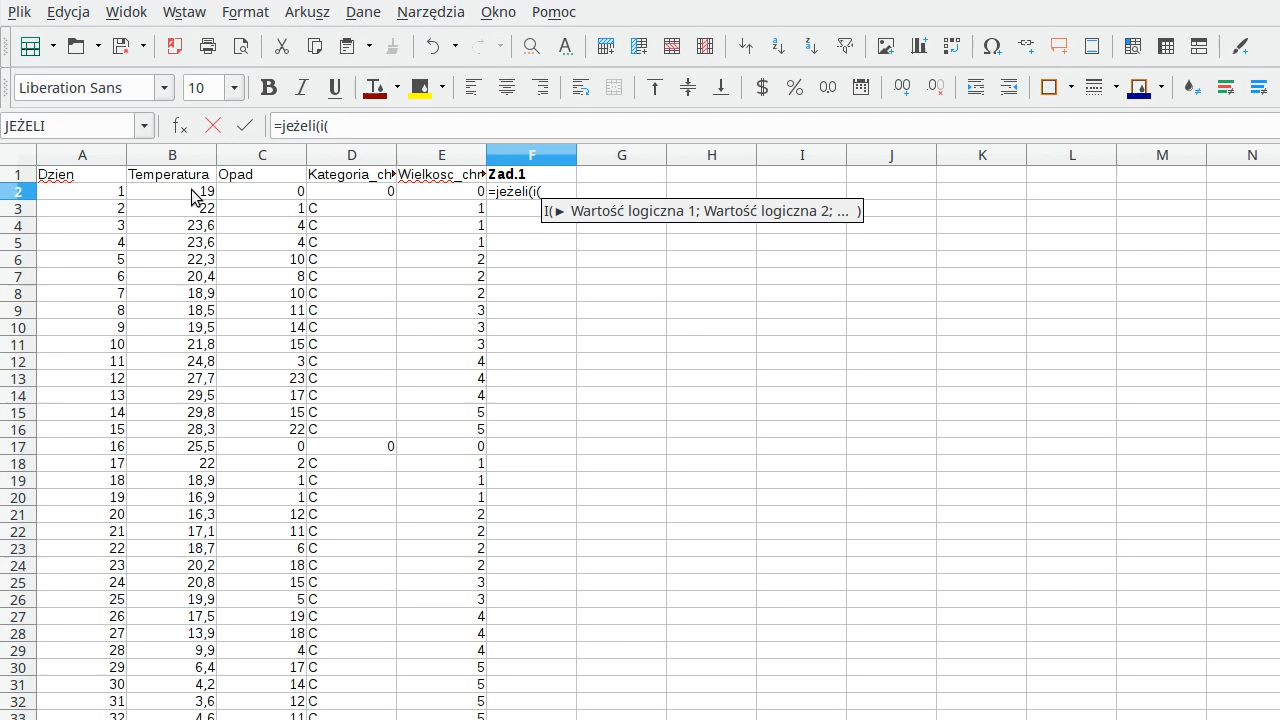 Plik Edycja Widok Wstaw Format Arkusz Dane Narzędzia Okno Pomoc
Liberation Sans 10
JEŻELI =jeżeli(i(
A B C D E F G H I J K L M N
1 Dzien Temperatura Opad Kategoria_ch Wielkosc_chr Zad.1
2 1 19 0 0 0 =jeżeli(i(
I(► Wartość logiczna 1; Wartość logiczna 2; ... )
3 2 22 1 C 1
4 3 23,6 4 C 1
5 4 23,6 4 C 1
6 5 22,3 10 C 2
7 6 20,4 8 C 2
8 7 18,9 10 C 2
9 8 18,5 11 C 3
10 9 19,5 14 C 3
11 10 21,8 15 C 3
12 11 24,8 3 C 4
13 12 27,7 23 C 4
14 13 29,5 17 C 4
15 14 29,8 15 C 5
16 15 28,3 22 C 5
17 16 25,5 0 0 0
18 17 22 2 C 1
19 18 18,9 1 C 1
20 19 16,9 1 C 1
21 20 16,3 12 C 2
22 21 17,1 11 C 2
23 22 18,7 6 C 2
24 23 20,2 18 C 2
25 24 20,8 15 C 3
26 25 19,9 5 C 3
27 26 17,5 19 C 4
28 27 13,9 18 C 4
29 28 9,9 4 C 4
30 29 6,4 17 C 5
31 30 4,2 14 C 5
32 31 3,6 12 C 5
33 32 4,6 11 C 5